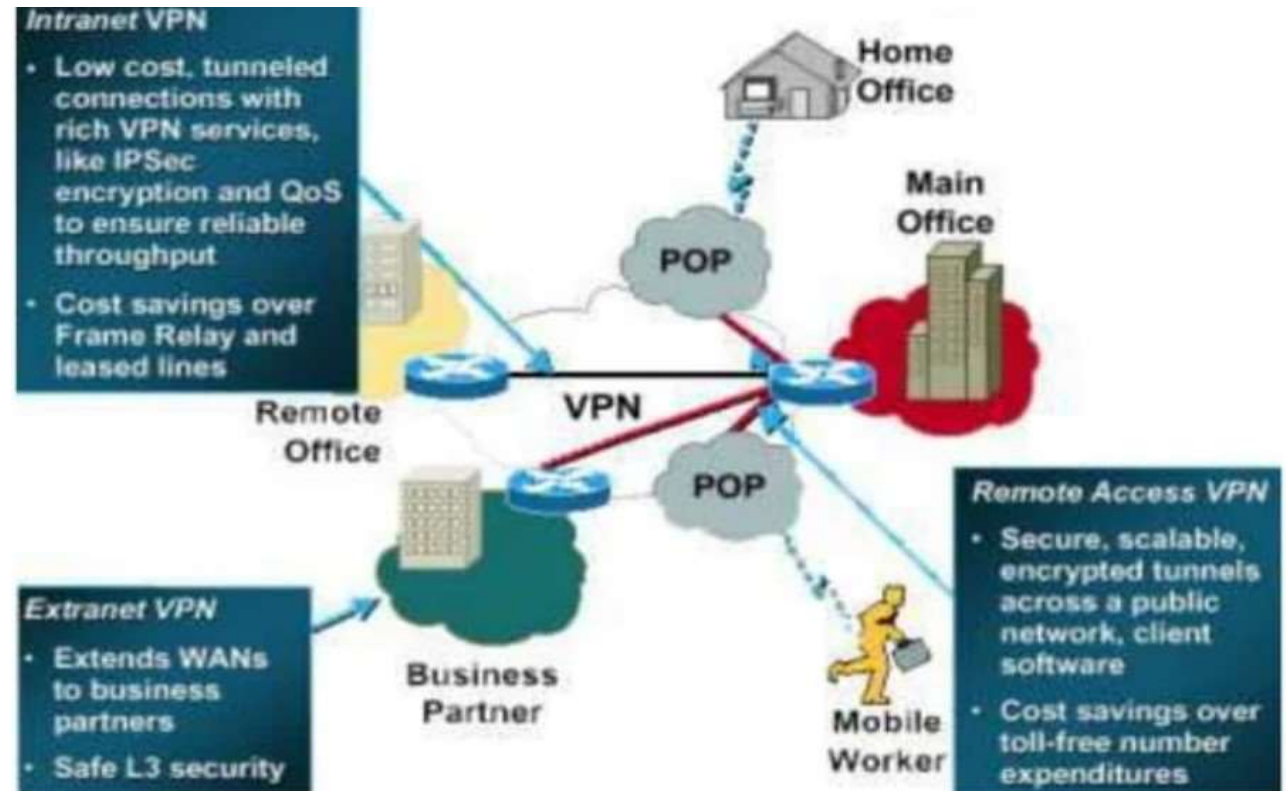 Intranet VPN
• Low cost, tunneled
connections with
rich VPN services,
like IPSec
encryption and QoS
to ensure reliable
throughput
• Cost savings over
Frame Relay and
leased lines
Home
Office
Main
Office
POP
VPN
Remote
Office
POP
Business
Partner
Mobile
Worker
Extranet VPN
• Extends WANs
to business
partners
• Safe L3 security
Remote Access VPN
• Secure, scalable,
encrypted tunnels
across a public
network, client
software
• Cost savings over
toll-free number
expenditures